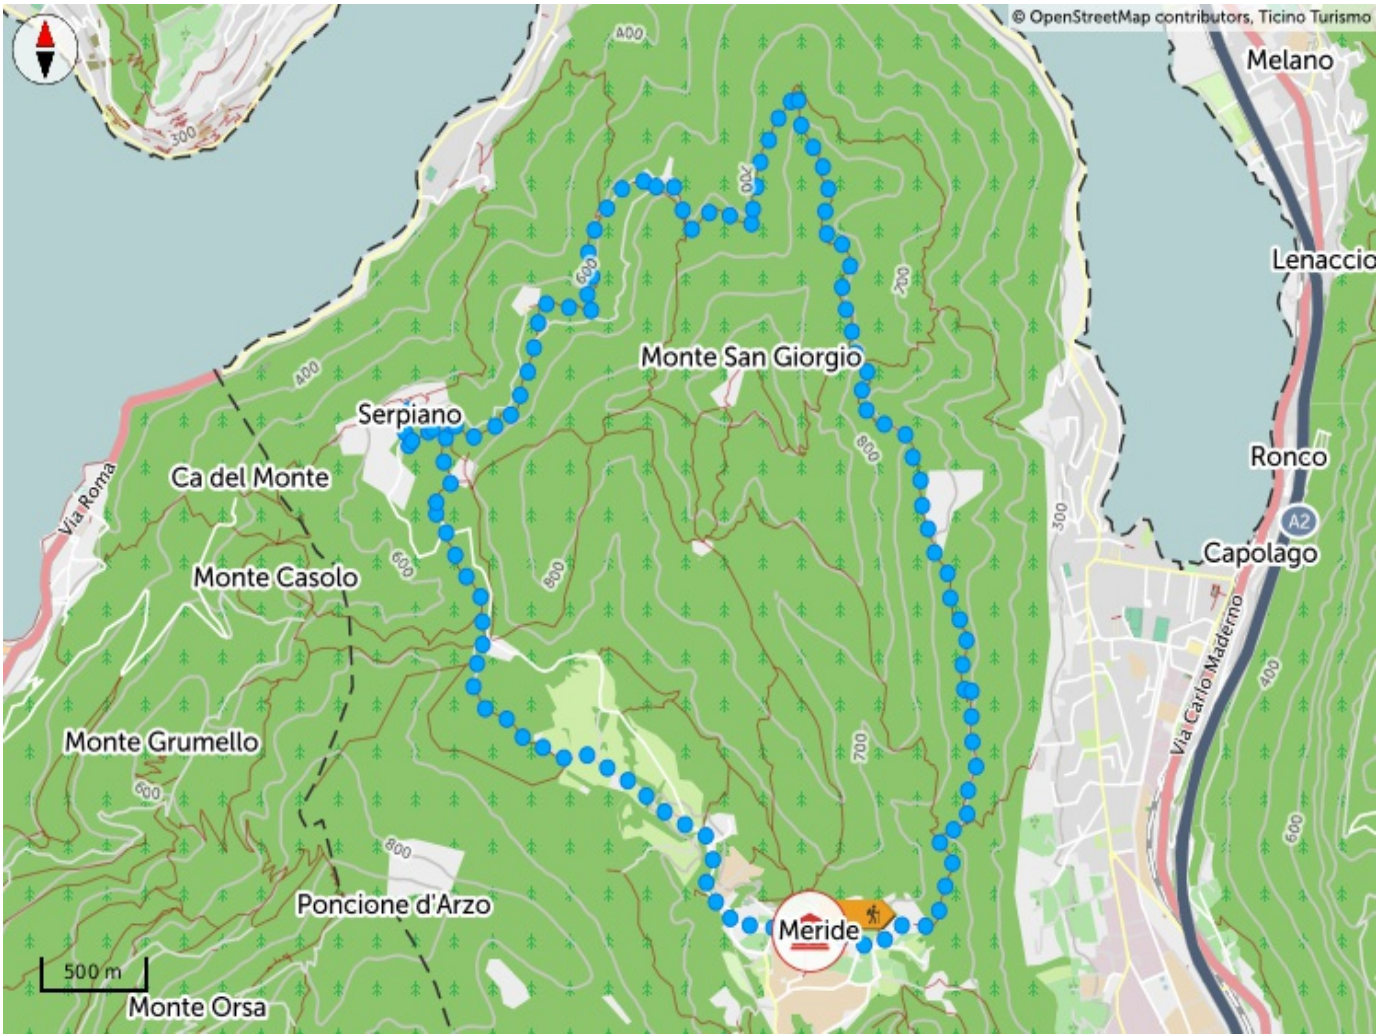 © OpenStreetMap contributors, Ticino Turismo
400
Melano
300
700
Lenaccio
600
700
Monte San Giorgio
400
Serpiano
800
Ronco
Ca del Monte
Via Roma
300
A2
Capolago
600
800
Monte Casolo
Via Carlo Maderno
400
Monte Grumello
700
600
600
800
Poncione d'Arzo
Meride
500 m
Monte Orsa